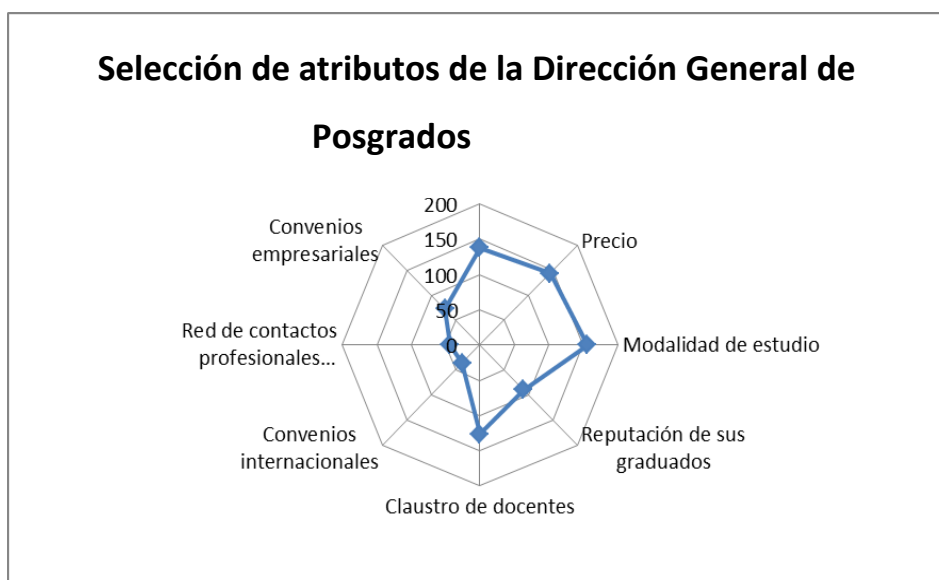 Selección de atributos de la Dirección General de
Posgrados
200
150
100
50
0
Precio
Modalidad de estudio
Reputación de sus
graduados
Claustro de docentes
Convenios
internacionales
Red de contactos
profesionales...
Convenios
empresariales